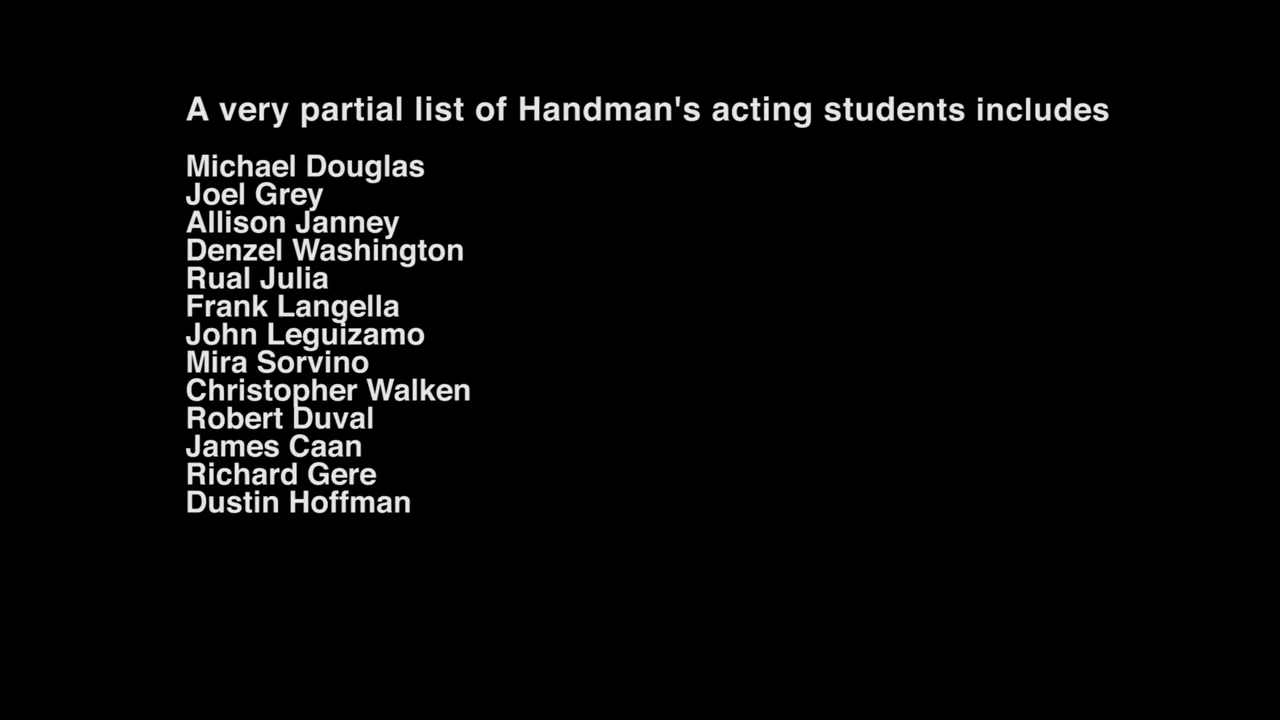 A very partial list of Handman's acting students includes
Michael Douglas
Joel Grey
Allison Janney
Denzel Washington
Rual Julia
Frank Langella
John Leguizamo
Mira Sorvino
Christopher Walken
Robert Duval
James Caan
Richard Gere
Dustin Hoffman